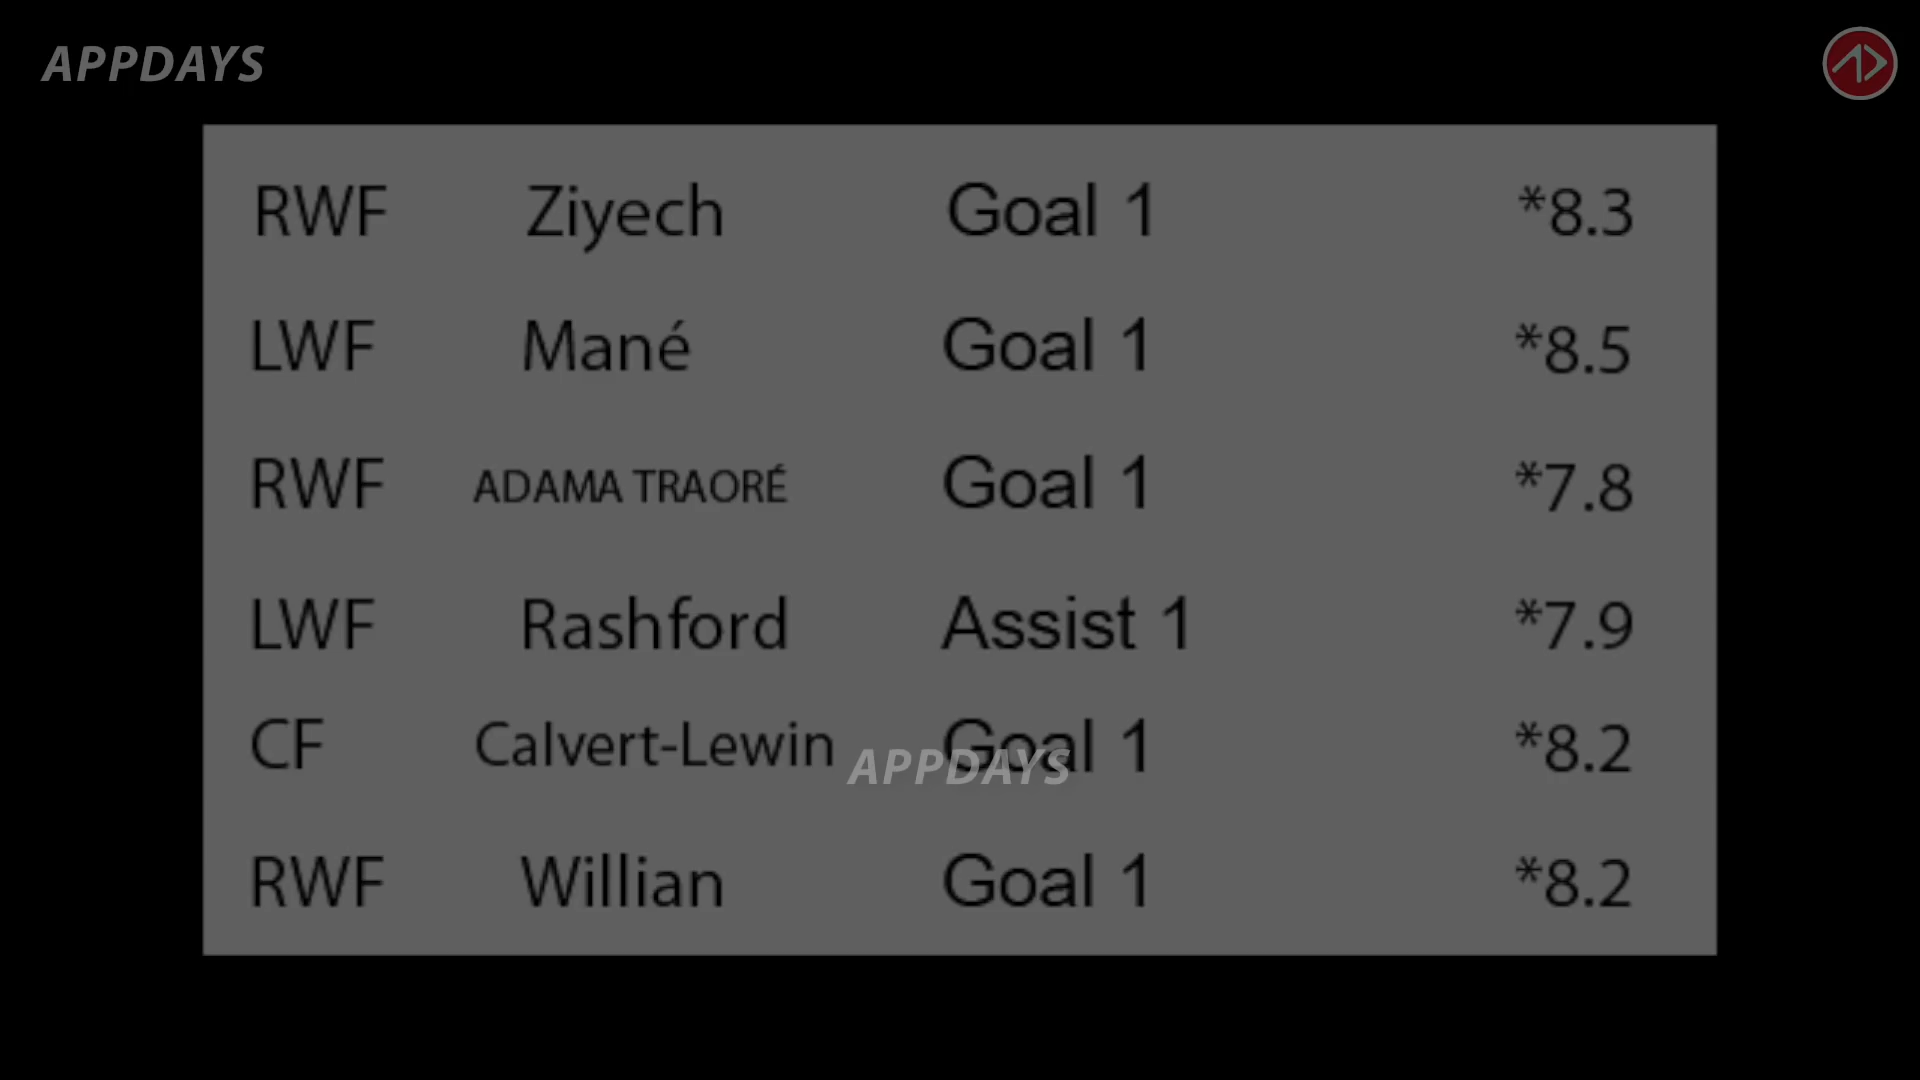 APPDAYS
RWF Ziyech Goal 1 *8.3
LWF Mané Goal 1 *8.5
RWF ADAMA TRAORÉ Goal 1 *7.8
LWF Rashford Assist 1 *7.9
CF Calvert-Lewin Goal 1 *8.2
APPDAYS
RWF Willian Goal 1 *8.2